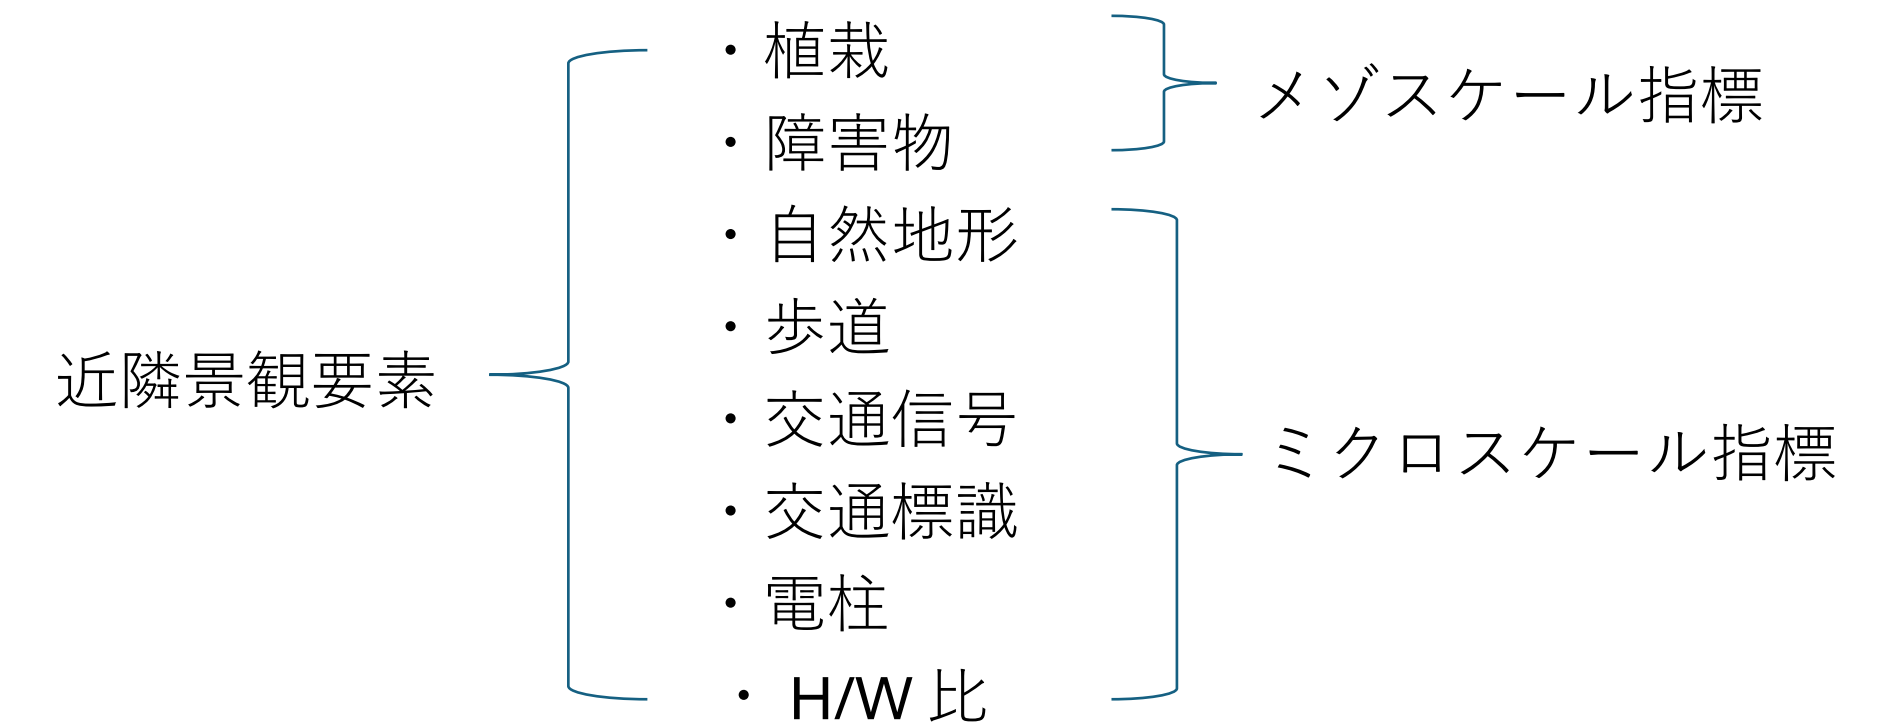 近隣景観要素
・植栽
・障害物
・自然地形
・歩道
・交通信号
・交通標識
・電柱
・ H/W 比
メゾスケール指標
ミクロスケール指標